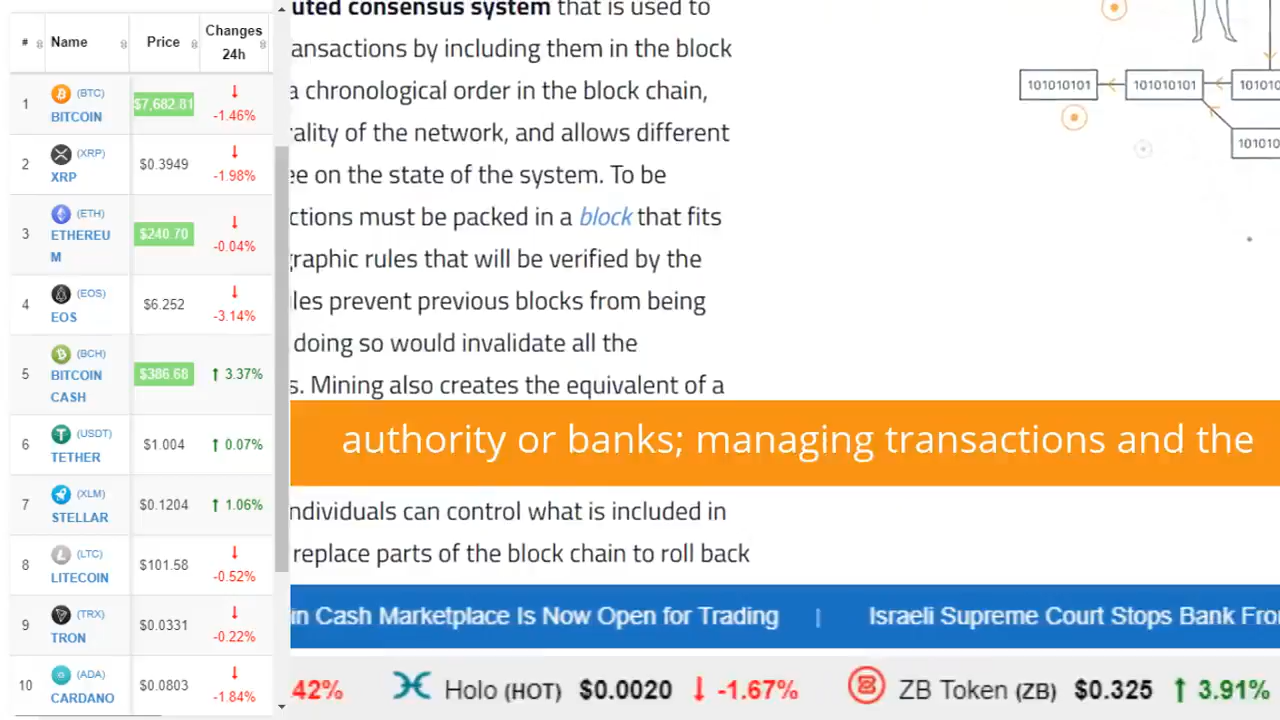 # Name Price Changes 24h
1 (BTC) BITCOIN $7,682.81 ↓ -1.46%
2 (XRP) XRP $0.3949 ↓ -1.98%
3 (ETH) ETHEREUM $240.70 ↓ -0.04%
4 (EOS) EOS $6.252 ↓ -3.14%
5 (BCH) BITCOIN CASH $386.68 ↑ 3.37%
6 (USDT) TETHER $1.004 ↑ 0.07%
7 (XLM) STELLAR $0.1204 ↑ 1.06%
8 (LTC) LITECOIN $101.58 ↓ -0.52%
9 (TRX) TRON $0.0331 ↓ -0.22%
10 (ADA) CARDANO $0.0803 ↓ -1.84%
uted consensus system that is used to
ansactions by including them in the block
a chronological order in the block chain,
rality of the network, and allows different
ee on the state of the system. To be
ctions must be packed in a block that fits
graphic rules that will be verified by the
les prevent previous blocks from being
doing so would invalidate all the
s. Mining also creates the equivalent of a
authority or banks; managing transactions and the
ndividuals can control what is included in
replace parts of the block chain to roll back
101010101 101010101 10101
10101
in Cash Marketplace Is Now Open for Trading | Israeli Supreme Court Stops Bank Fro
.42% Holo (HOT) $0.0020 ↓ -1.67% ZB Token (ZB) $0.325 ↑ 3.91%